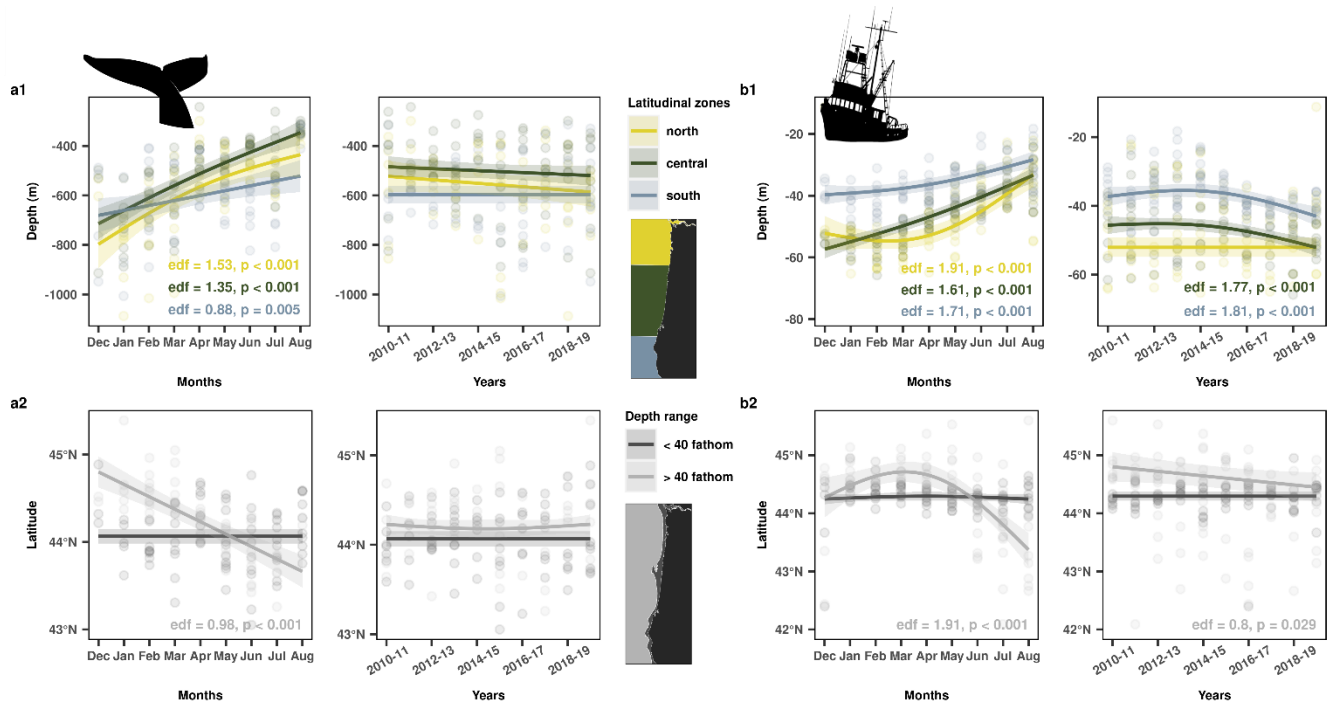 a1
Depth (m)
-400
-600
-800
-1000
edf = 1.53, p < 0.001
edf = 1.35, p < 0.001
edf = 0.88, p = 0.005
Dec Jan Feb Mar Apr May Jun Jul Aug
Months
-400
-600
-800
-1000
2010-11 2012-13 2014-15 2016-17 2018-19
Years
Latitudinal zones
north
central
south
b1
Depth (m)
-20
-40
-60
-80
edf = 1.91, p < 0.001
edf = 1.61, p < 0.001
edf = 1.71, p < 0.001
Dec Jan Feb Mar Apr May Jun Jul Aug
Months
-20
-40
-60
edf = 1.77, p < 0.001
edf = 1.81, p < 0.001
2010-11 2012-13 2014-15 2016-17 2018-19
Years
a2
Latitude
45°N
44°N
43°N
edf = 0.98, p < 0.001
Dec Jan Feb Mar Apr May Jun Jul Aug
Months
45°N
44°N
43°N
2010-11 2012-13 2014-15 2016-17 2018-19
Years
Depth range
< 40 fathom
> 40 fathom
b2
Latitude
45°N
44°N
43°N
42°N
edf = 1.91, p < 0.001
Dec Jan Feb Mar Apr May Jun Jul Aug
Months
45°N
44°N
43°N
42°N
edf = 0.8, p = 0.029
2010-11 2012-13 2014-15 2016-17 2018-19
Years